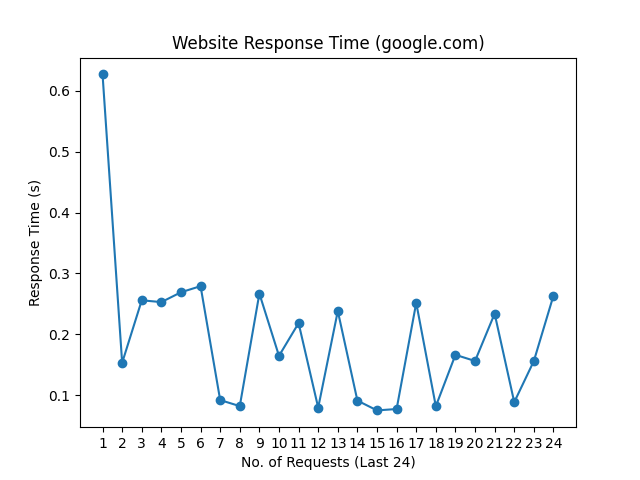 Website Response Time (google.com)
0.6
0.5
0.4
0.3
0.2
0.1
Response Time (s)
1 2 3 4 5 6 7 8 9 10 11 12 13 14 15 16 17 18 19 20 21 22 23 24
No. of Requests (Last 24)